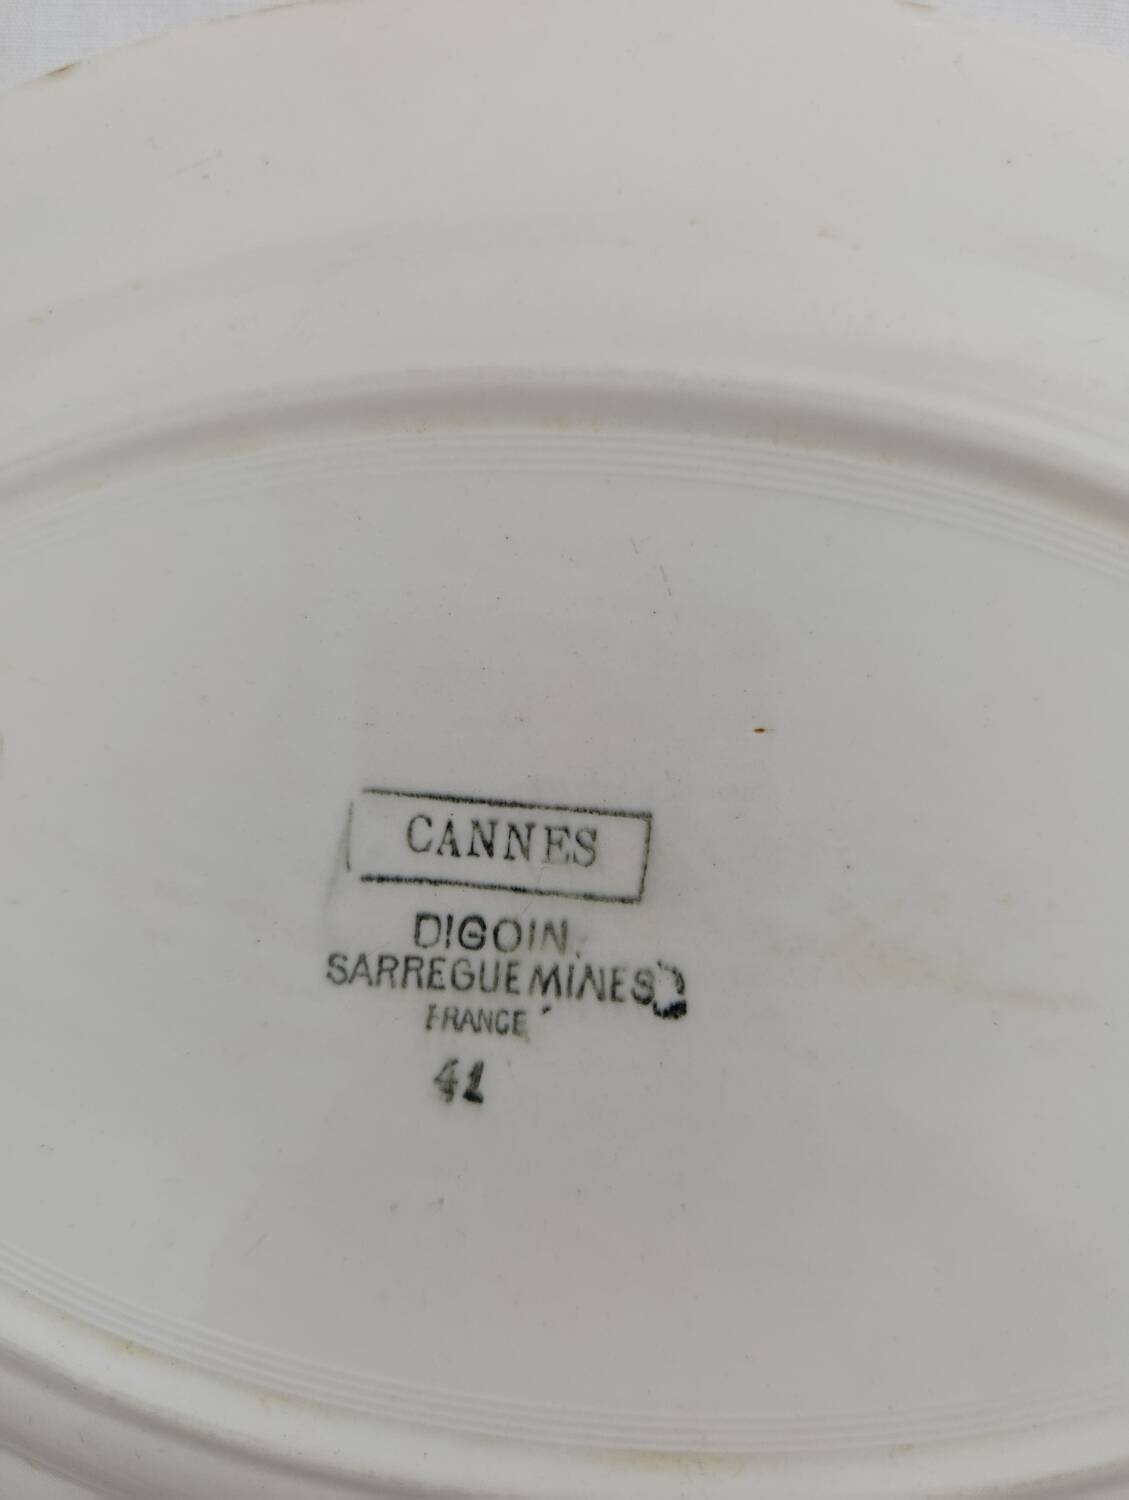 CANNES
DIGOIN.
SARREGUEMINES
FRANCE
41